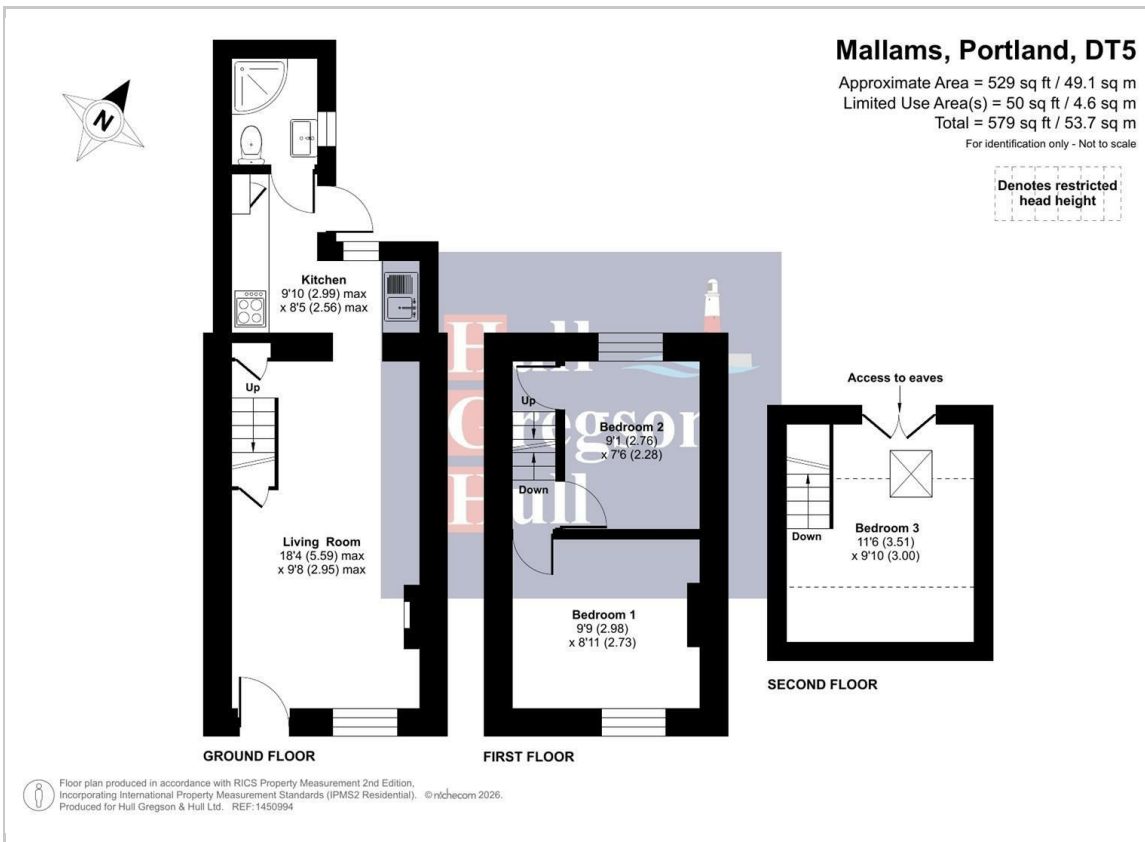 Mallams, Portland, DT5
Approximate Area = 529 sq ft / 49.1 sq m
Limited Use Area(s) = 50 sq ft / 4.6 sq m
Total = 579 sq ft / 53.7 sq m
For identification only - Not to scale
Denotes restricted
head height
N
Kitchen
9'10 (2.99) max
x 8'5 (2.56) max
Up
Living Room
18'4 (5.59) max
x 9'8 (2.95) max
GROUND FLOOR
Hull
Gregson
Hull
Up
Down
Bedroom 2
9'1 (2.76)
x 7'6 (2.28)
Bedroom 1
9'9 (2.98)
x 8'11 (2.73)
FIRST FLOOR
Access to eaves
Down
Bedroom 3
11'6 (3.51)
x 9'10 (3.00)
SECOND FLOOR
Floor plan produced in accordance with RICS Property Measurement 2nd Edition,
Incorporating International Property Measurement Standards (IPMS2 Residential). ©nichecom 2026.
Produced for Hull Gregson & Hull Ltd. REF: 1450994